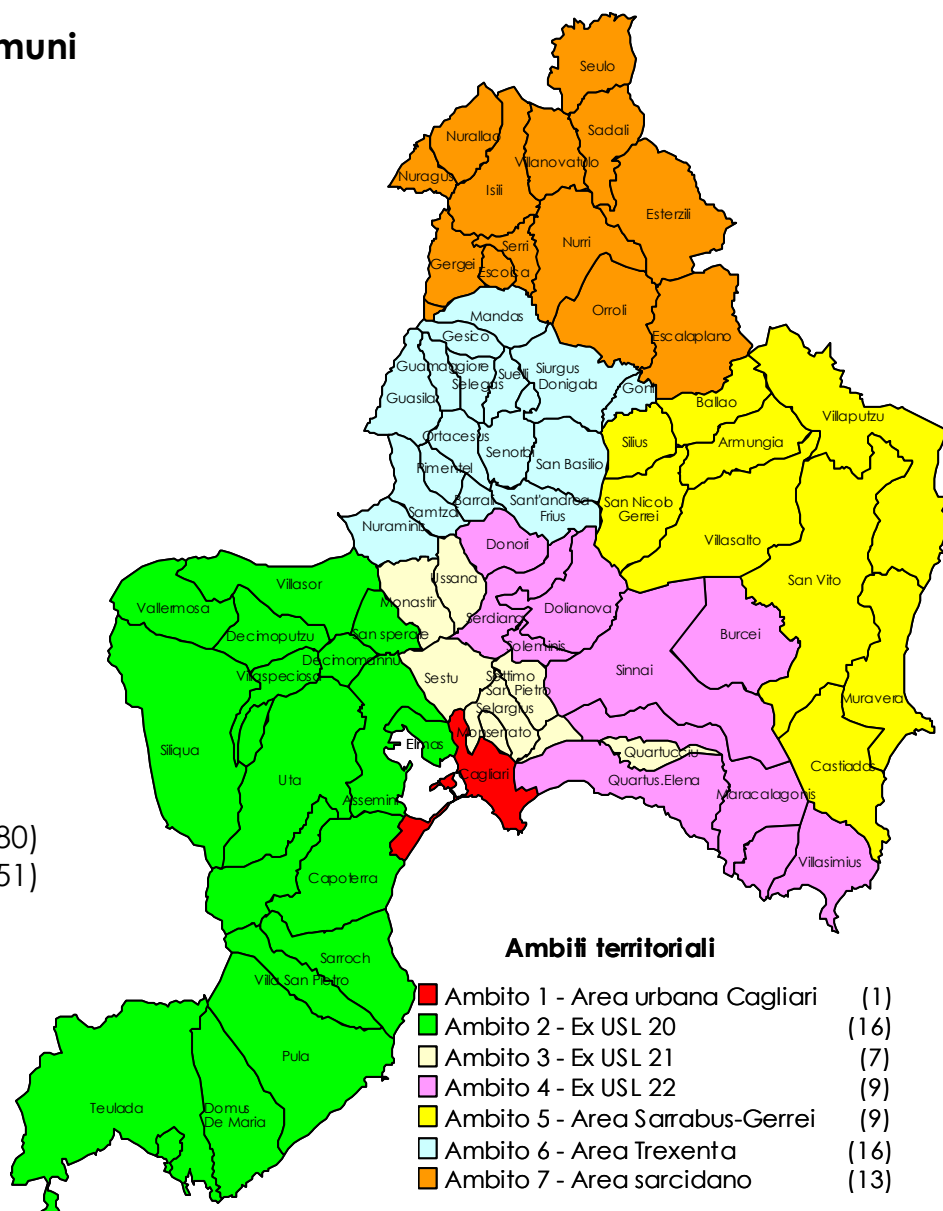 muni
Seulo
Sadali
Nurallao
Villanovatulo
Nuragus
Isili
Esterzili
Serri
Nurri
Gergei
Escolca
Orroli
Mandas
Escalaplano
Gesico
Guamaggiore
Siurgus
Donigala
Suelli
Selegas
Goni
Guasila
Ballao
Villaputzu
Ortacesus
Silius
Armungia
Senorbi
Pimentel
San Basilio
Barrali
Sant'andrea
Frius
San Nicob
Gerrei
Samtzai
Nuraminis
Villasalto
Donori
Ussana
San Vito
Villasor
Monastir
Vallermosa
Dolianova
Serdiana
Burcei
Decimoputzu
San sperate
Soleminis
Decimomannu
Sinnai
Villaspeciosa
Sestu
Settimo
San Pietro
Muravera
Selargius
Monserrato
Siliqua
Elmas
Quartucciu
Castiadas
Uta
Cagliari
Quartus.Elena
Assemini
Maracalagonis
80)
Villasimius
51)
Capoterra
Sarroch
Villa San Pietro
Pula
Teulada
Domus
De Maria
Ambiti territoriali
Ambito 1 - Area urbana Cagliari (1)
Ambito 2 - Ex USL 20 (16)
Ambito 3 - Ex USL 21 (7)
Ambito 4 - Ex USL 22 (9)
Ambito 5 - Area Sarrabus-Gerrei (9)
Ambito 6 - Area Trexenta (16)
Ambito 7 - Area sarcidano (13)